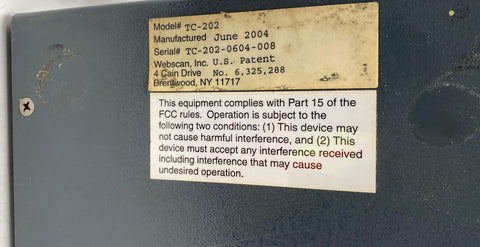 Model# TC-202
Manufactured June 2004
Serial# TC-202-0604-008
Webscan, Inc. U.S. Patent
4 Cain Drive No. 6,325,288
Brentwood, NY 11717
This equipment complies with Part 15 of the
FCC rules. Operation is subject to the
following two conditions: (1) This device may
not cause harmful interference, and (2) This
device must accept any interference received
including interference that may cause
undesired operation.